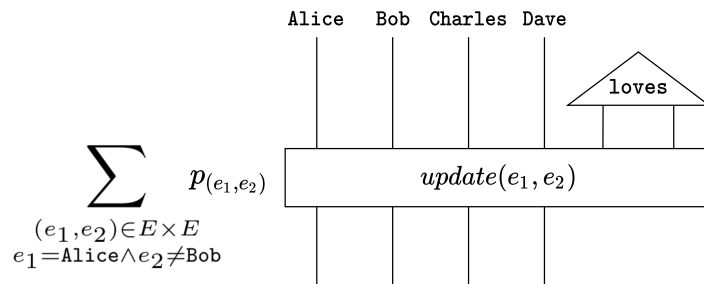 Alice Bob Charles Dave
loves
∑ p(e₁,e₂) update(e₁, e₂)
(e₁,e₂)∈E×E
e₁=Alice∧e₂≠Bob